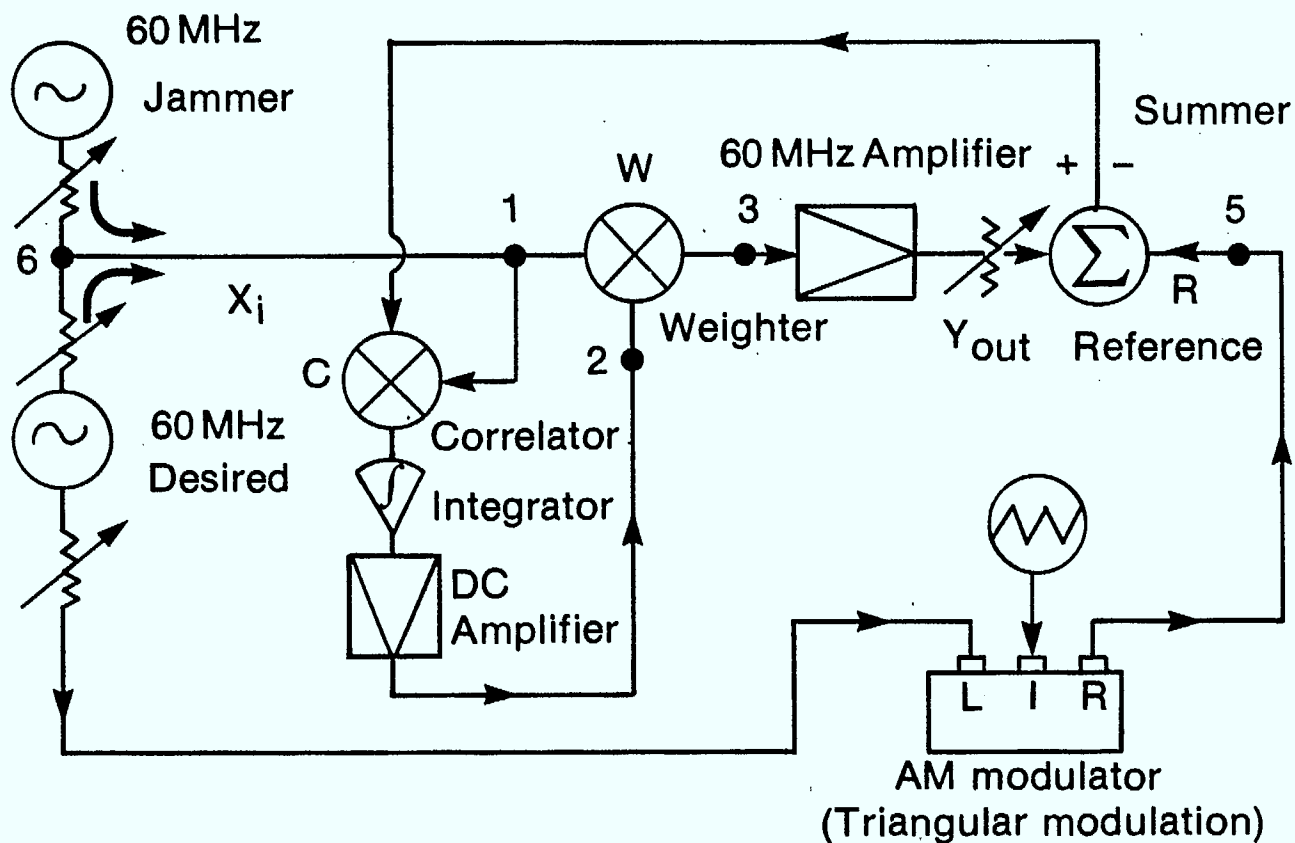 60 MHz
Jammer
Summer
60 MHz Amplifier
+ −
W
1
3
5
6
Σ
Xi
Weighter
R
Yout
Reference
2
C
Correlator
60 MHz
Desired
∫
Integrator
DC
Amplifier
L I R
AM modulator
(Triangular modulation)